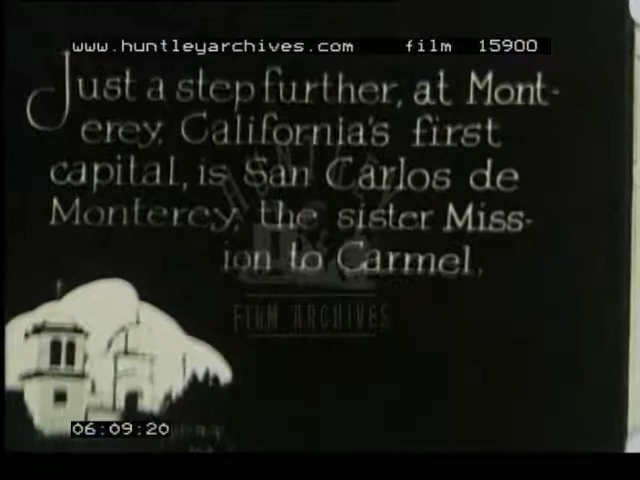 www.huntleyarchives.com film 15900
Just a step further, at Mont-
erey, California's first
capital, is San Carlos de
Monterey, the sister Miss-
ion to Carmel.
FILM ARCHIVES
06:09:20